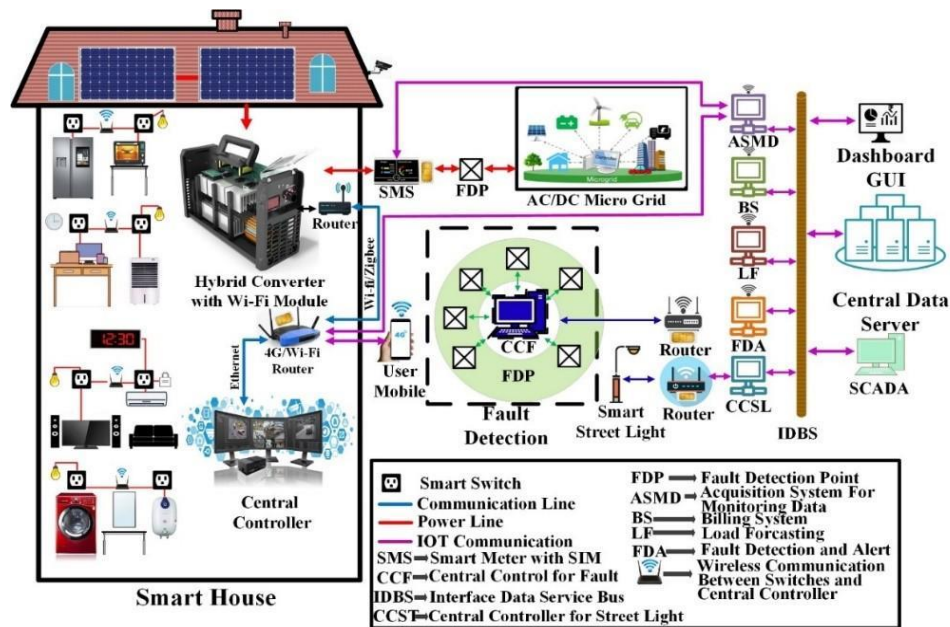 12:30
Hybrid Converter
with Wi-Fi Module
Router
Wi-fi/Zigbee
4G/Wi-Fi
Router
Ethernet
Central
Controller
Smart House
SMS
FDP
Microgrid
AC/DC Micro Grid
4G
User
Mobile
CCF
FDP
Fault
Detection
Smart
Street Light
Router
Router
ASMD
BS
LF
FDA
CCSL
IDBS
Dashboard
GUI
Central Data
Server
SCADA
Smart Switch
Communication Line
Power Line
IOT Communication
SMS Smart Meter with SIM
CCF Central Control for Fault
IDBS Interface Data Service Bus
CCST Central Controller for Street Light
FDP Fault Detection Point
ASMD Acquisition System For
Monitoring Data
BS Billing System
LF Load Forcasting
FDA Fault Detection and Alert
Wireless Communication
Between Switches and
Central Controller